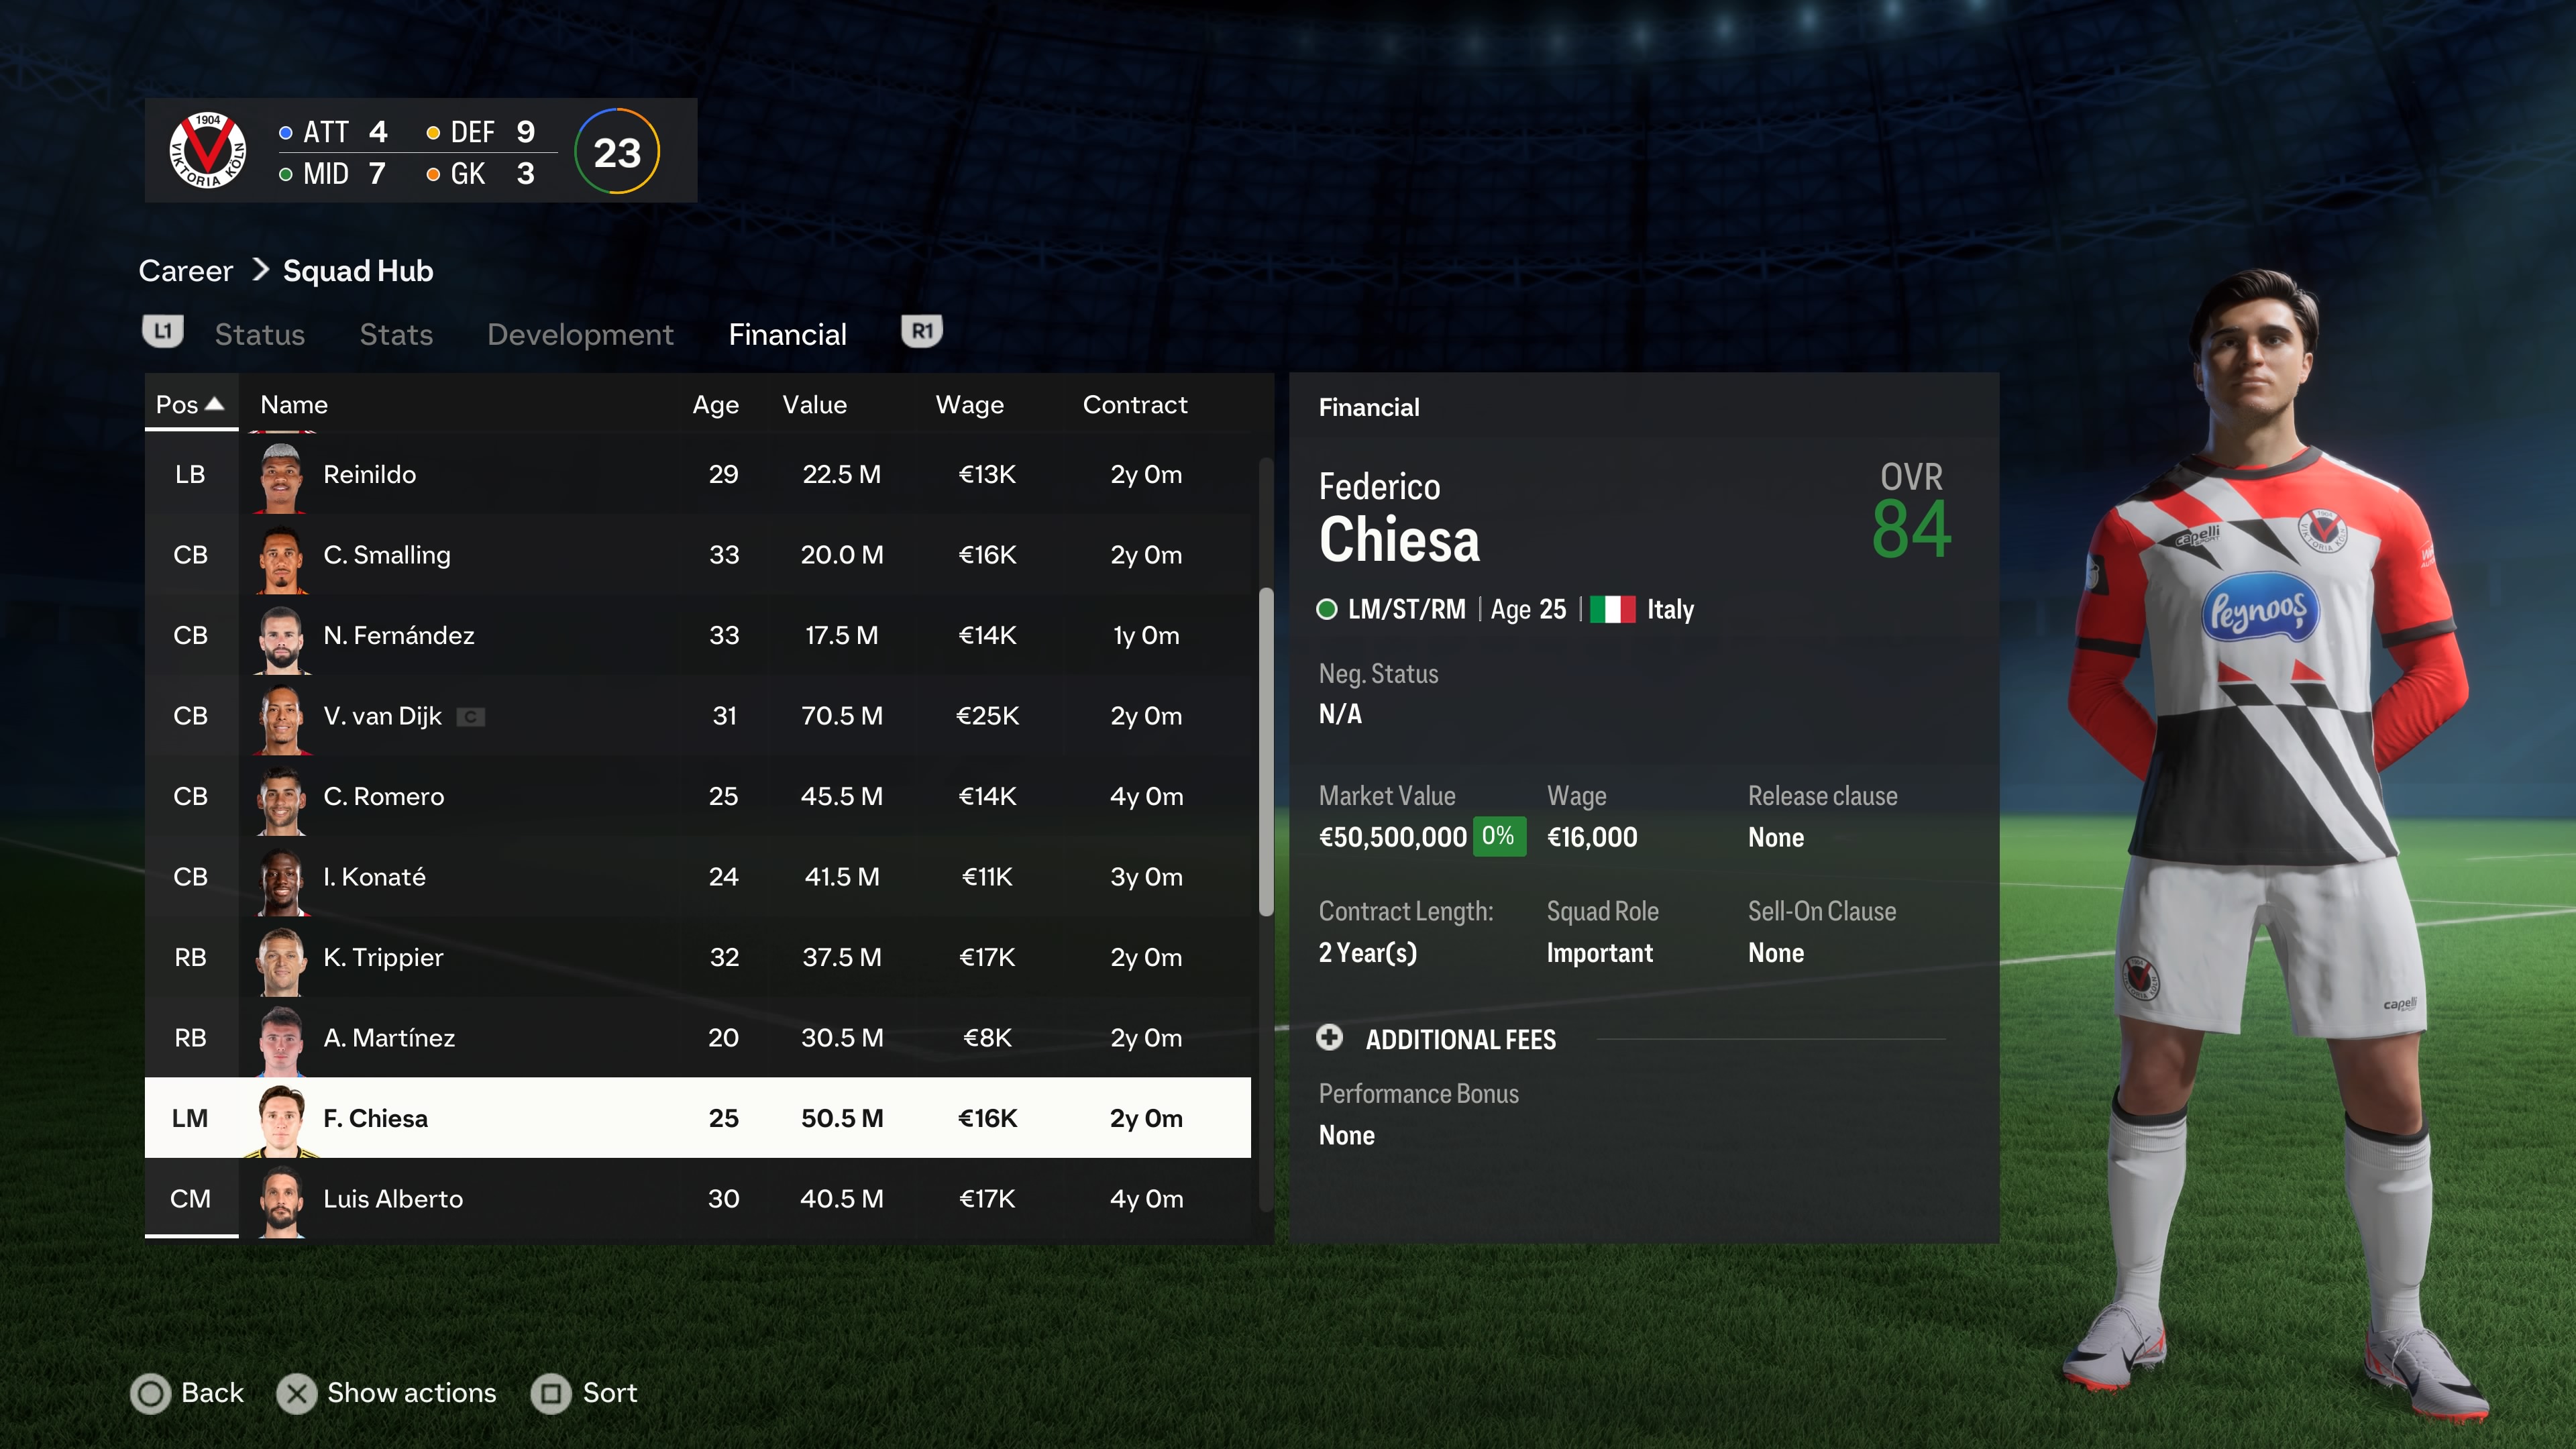 1904
VIKTORIA KÖLN
ATT 4 DEF 9
MID 7 GK 3
23
Career > Squad Hub
L1 Status Stats Development Financial R1
Pos Name Age Value Wage Contract
LB Reinildo 29 22.5 M €13K 2y 0m
CB C. Smalling 33 20.0 M €16K 2y 0m
CB N. Fernández 33 17.5 M €14K 1y 0m
CB V. van Dijk C 31 70.5 M €25K 2y 0m
CB C. Romero 25 45.5 M €14K 4y 0m
CB I. Konaté 24 41.5 M €11K 3y 0m
RB K. Trippier 32 37.5 M €17K 2y 0m
RB A. Martínez 20 30.5 M €8K 2y 0m
LM F. Chiesa 25 50.5 M €16K 2y 0m
CM Luis Alberto 30 40.5 M €17K 4y 0m
Financial
Federico
Chiesa
OVR
84
LM/ST/RM | Age 25 | Italy
Neg. Status
N/A
Market Value Wage Release clause
€50,500,000 0% €16,000 None
Contract Length: Squad Role Sell-On Clause
2 Year(s) Important None
ADDITIONAL FEES
Performance Bonus
None
capelli
SPORT
1904
VIKTORIA KÖLN
Peynoos
capelli
SPORT
Back Show actions Sort